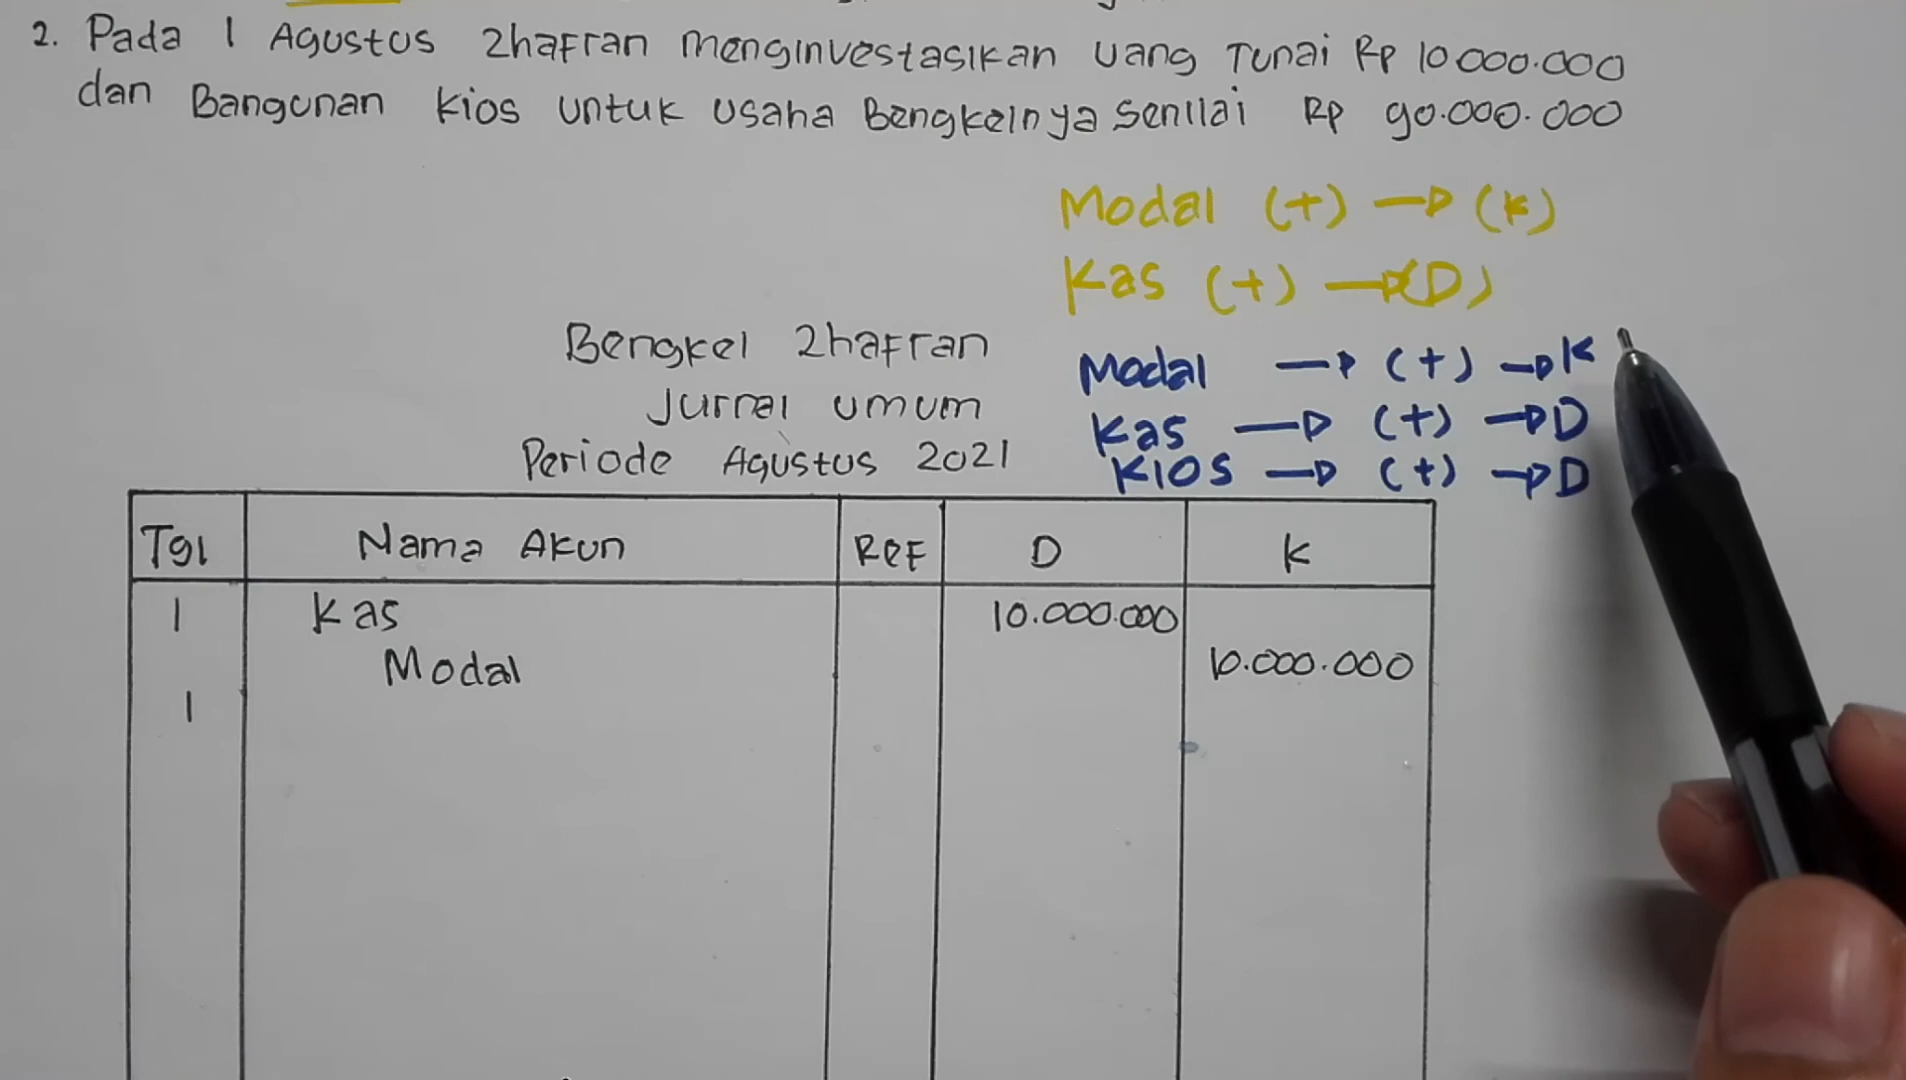 2. Pada 1 Agustus Zhafran menginvestasikan uang Tunai Rp 10.000.000
dan Bangunan Kios untuk usaha Bengkelnya senilai Rp 90.000.000
Modal (+) → (K)
Kas (+) → (D)
Bengkel Zhafran
Modal → (+) → K
Jurnal umum
Kas → (+) → D
Periode Agustus 2021
Kios → (+) → D
Tgl Nama Akun Ref D K
1 Kas 10.000.000
Modal 10.000.000
1